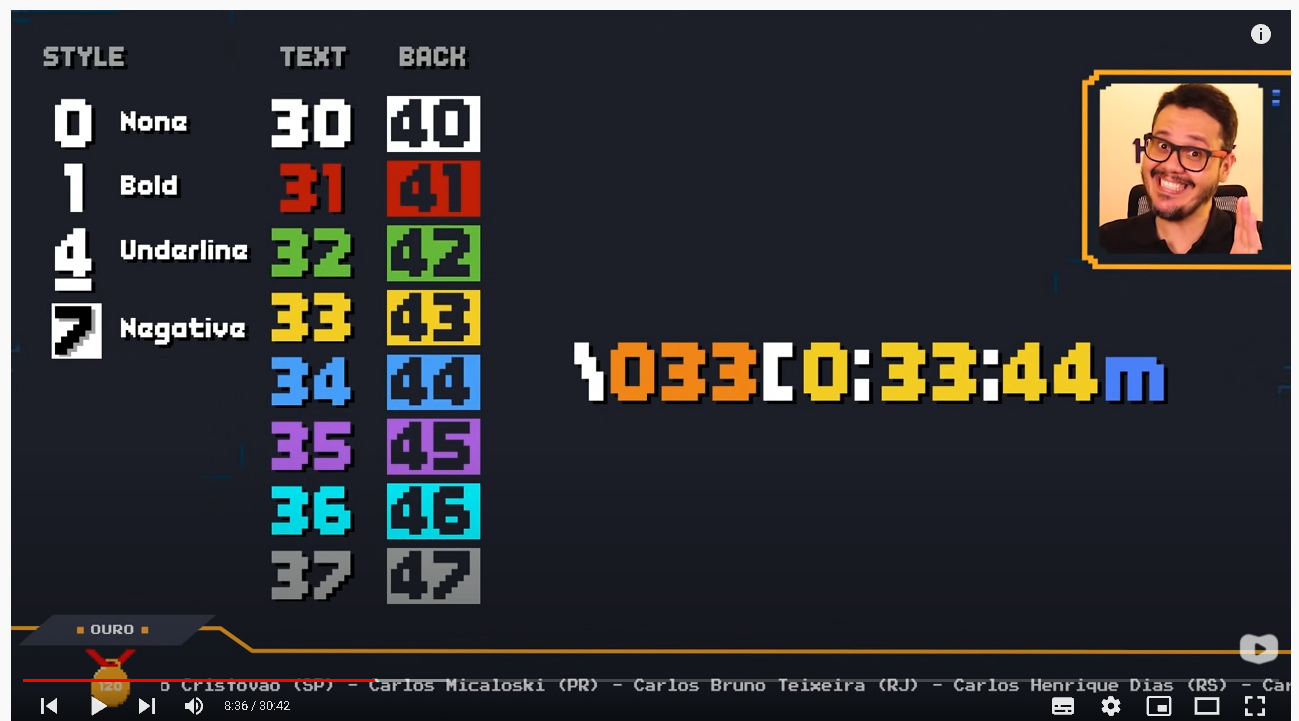 STYLE TEXT BACK
0 None 30 40
1 Bold 31 41
4 Underline 32 42
7 Negative 33 43
34 44
35 45
36 46
37 47
\033[0:33:44m
OURO
120
o Cristovao (SP) - Carlos Micaloski (PR) - Carlos Bruno Teixeira (RJ) - Carlos Henrique Dias (RS) - Car
8:36 / 30:42